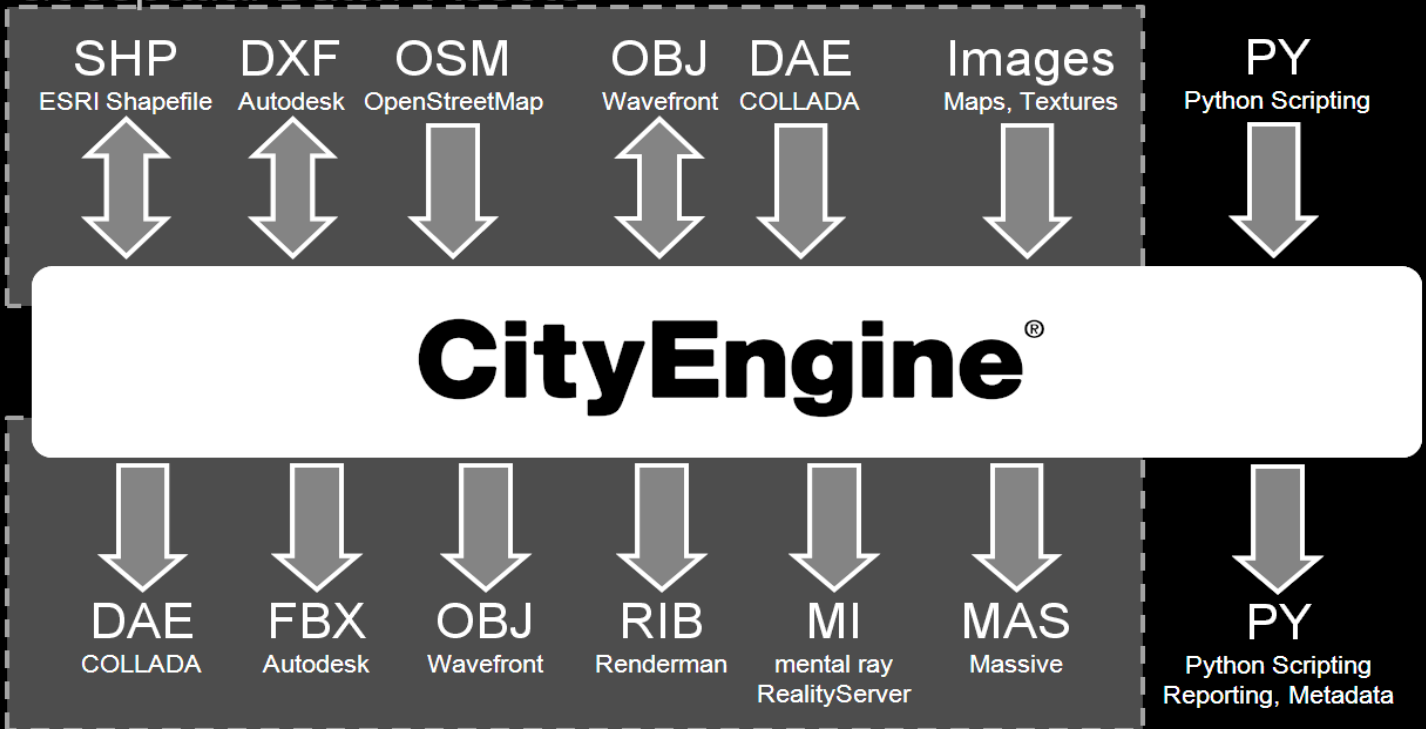 SHP DXF OSM OBJ DAE Images PY
ESRI Shapefile Autodesk OpenStreetMap Wavefront COLLADA Maps, Textures Python Scripting
CityEngine®
DAE FBX OBJ RIB MI MAS PY
COLLADA Autodesk Wavefront Renderman mental ray Massive Python Scripting
RealityServer Reporting, Metadata